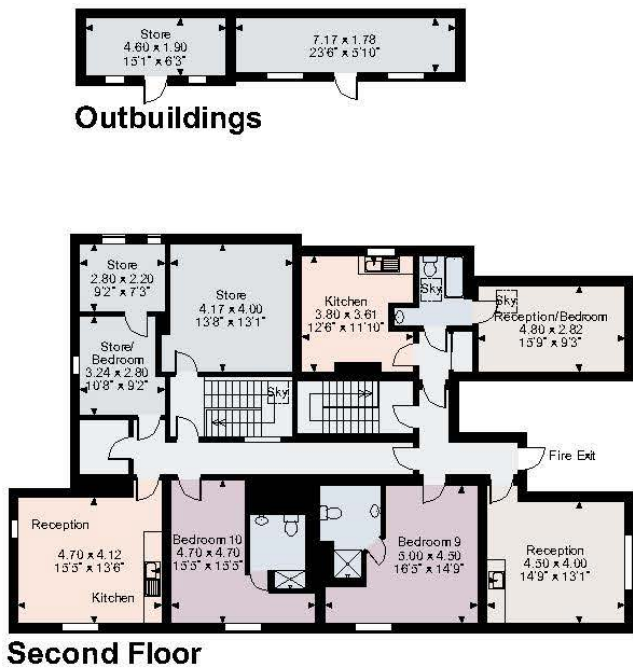 Store
4.60 x 1.90
15'1" x 6'3"
7.17 x 1.78
23'6" x 5'10"
Outbuildings
Store
2.80 x 2.20
9'2" x 7'3"
Store
4.17 x 4.00
13'8" x 13'1"
Kitchen
3.80 x 3.61
12'6" x 11'10"
Sky
Sky
Reception/Bedroom
4.80 x 2.82
15'9" x 9'3"
Store/
Bedroom
3.24 x 2.80
10'8" x 9'2"
Sky
Fire Exit
Reception
4.70 x 4.12
15'5" x 13'6"
Kitchen
Bedroom 10
4.70 x 4.70
15'5" x 15'5"
Bedroom 9
5.00 x 4.50
16'5" x 14'9"
Reception
4.50 x 4.00
14'9" x 13'1"
Second Floor